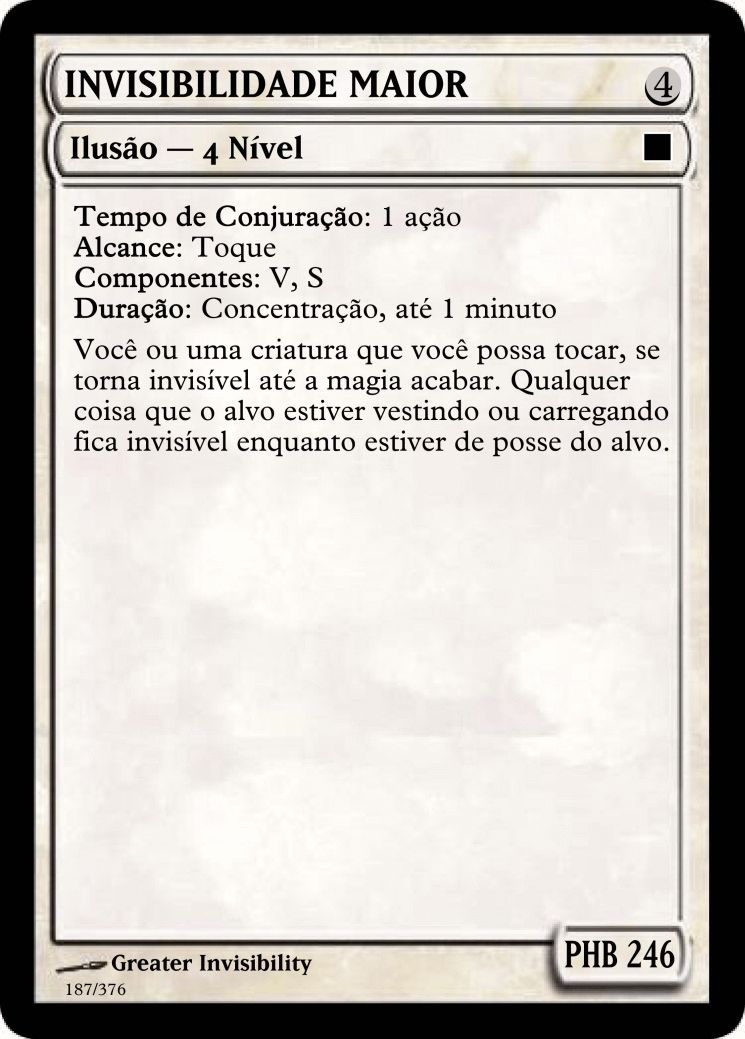 INVISIBILIDADE MAIOR 4
Ilusão — 4 Nível
Tempo de Conjuração: 1 ação
Alcance: Toque
Componentes: V, S
Duração: Concentração, até 1 minuto
Você ou uma criatura que você possa tocar, se
torna invisível até a magia acabar. Qualquer
coisa que o alvo estiver vestindo ou carregando
fica invisível enquanto estiver de posse do alvo.
PHB 246
Greater Invisibility
187/376